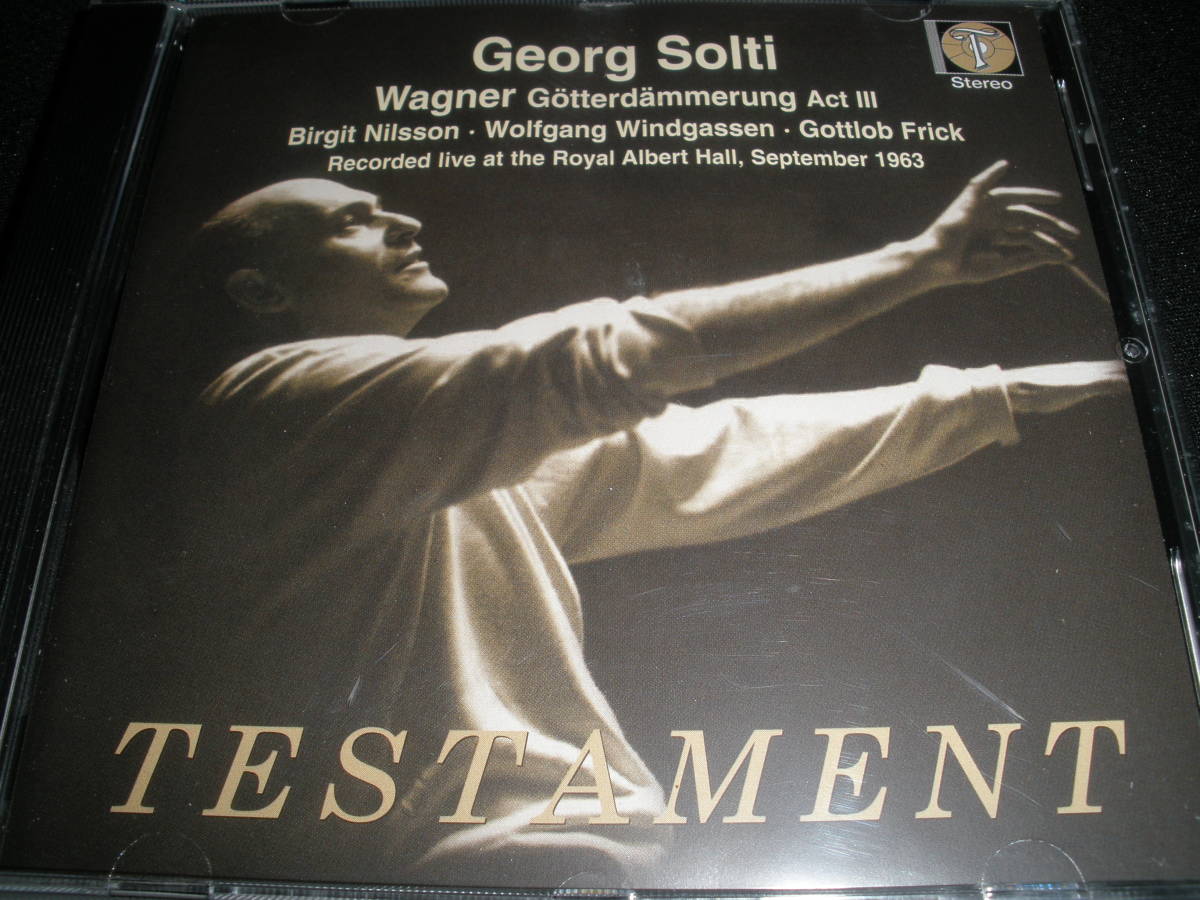 Georg Solti
Wagner Götterdämmerung Act III
Birgit Nilsson · Wolfgang Windgassen · Gottlob Frick
Recorded live at the Royal Albert Hall, September 1963
T
Stereo
TESTAMENT